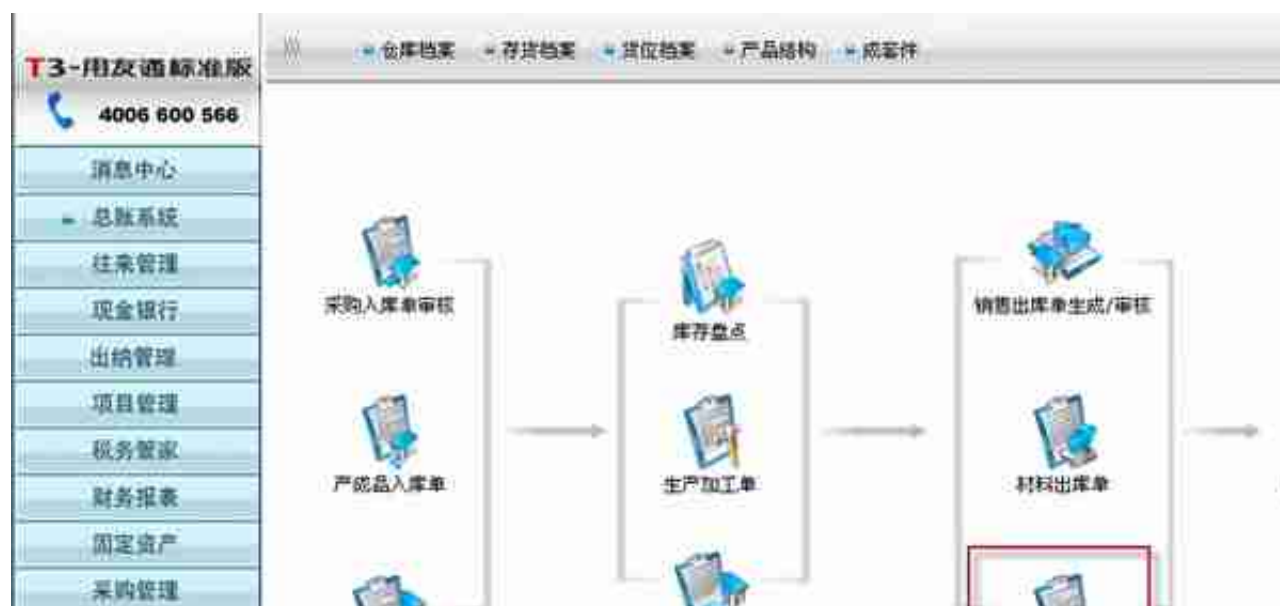 仓库档案 存货档案 货位档案 产品结构 成套件
T3-用友通标准版
4006 600 566
消息中心
总账系统
往来管理
现金银行
出纳管理
项目管理
税务管家
财务报表
固定资产
采购管理
采购入库单审核
库存盘点
销售出库单生成/审核
产成品入库单
生产加工单
材料出库单